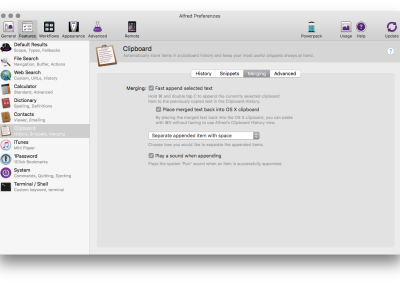 Alfred Preferences
General Features Workflows Appearance Advanced Remote Powerpack Usage Help Update
Default Results
Scope, Types, Fallbacks
File Search
Navigation, Buffer, Actions
Web Search
Custom, URLs, History
Calculator
Standard, Advanced
Dictionary
Spelling, Definitions
Contacts
Viewer, Emailing
Clipboard
History, Snippets, Merging
iTunes
Mini Player
1Password
1Click Bookmarks
System
Commands, Quitting, Ejecting
Terminal / Shell
Custom keyword, terminal
Clipboard
Automatically store items in a clipboard history and keep your most useful snippets always at hand.
?
History Snippets Merging Advanced
Merging: Fast append selected text
Hold ⌘ and double tap C to append the currently selected clipboard
item to the previously copied text in the Clipboard History.
Place merged text back into OS X clipboard
By placing the merged text back into the OS X clipboard, you can paste
with ⌘V without having to use Alfred's Clipboard History view.
Separate appended item with space
Choose how you would like to separate the appended items.
Play a sound when appending
Plays the system 'Purr' sound when an item is successfully appended.